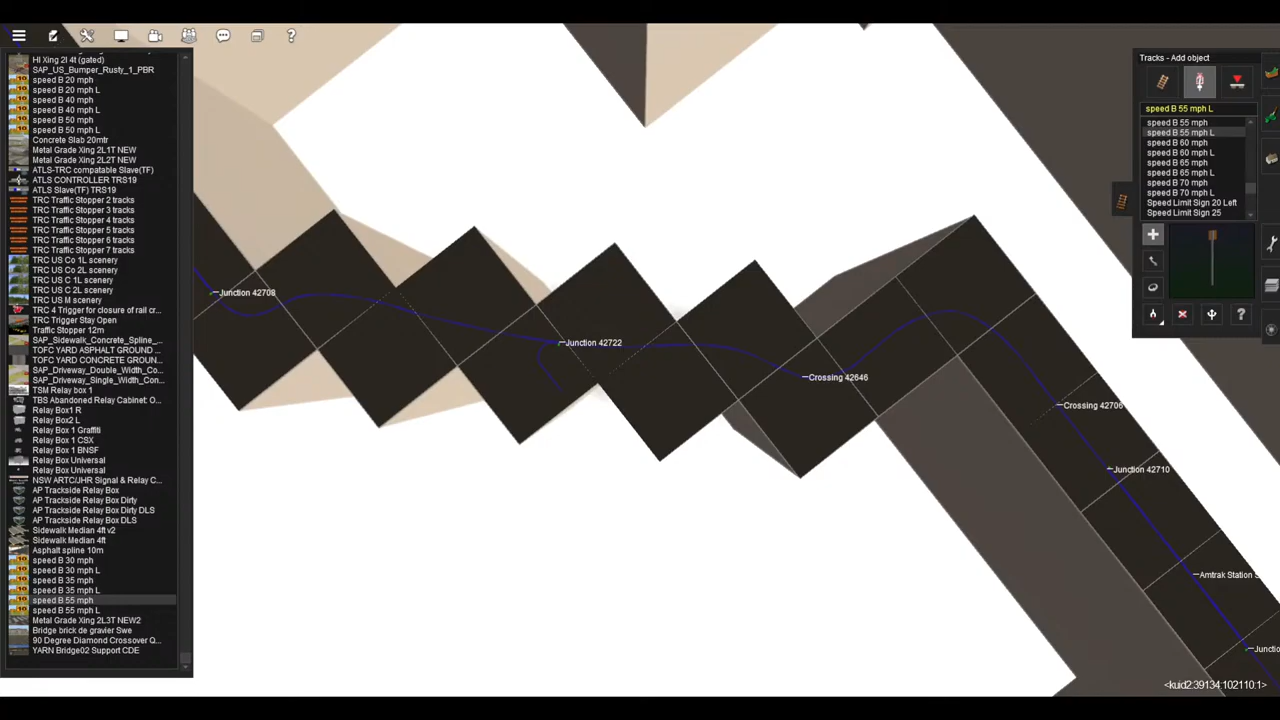 HI Xing 2l 4t (gated)
SAP_US_Bumper_Rusty_1_PBR
speed B 20 mph
speed B 20 mph L
speed B 40 mph
speed B 40 mph L
speed B 50 mph
speed B 50 mph L
Concrete Slab 20mtr
Metal Grade Xing 2L1T NEW
Metal Grade Xing 2L2T NEW
ATLS-TRC compatable Slave(TF)
ATLS CONTROLLER TRS19
ATLS Slave(TF) TRS19
TRC Traffic Stopper 2 tracks
TRC Traffic Stopper 3 tracks
TRC Traffic Stopper 4 tracks
TRC Traffic Stopper 5 tracks
TRC Traffic Stopper 6 tracks
TRC Traffic Stopper 7 tracks
TRC US Co 1L scenery
TRC US Co 2L scenery
TRC US C 1L scenery
TRC US C 2L scenery
TRC US M scenery
TRC 4 Trigger for closure of rail cr...
TRC Trigger Stay Open
Traffic Stopper 12m
SAP_Sidewalk_Concrete_Spline_...
TOFC YARD ASPHALT GROUND ...
TOFC YARD CONCRETE GROUN...
SAP_Driveway_Double_Width_Co...
SAP_Driveway_Single_Width_Con...
TSM Relay box 1
TBS Abandoned Relay Cabinet: O...
Relay Box1 R
Relay Box2 L
Relay Box 1 Graffiti
Relay Box 1 CSX
Relay Box 1 BNSF
Relay Box Universal
Relay Box Universal
NSW ARTC/JHR Signal & Relay C...
AP Trackside Relay Box
AP Trackside Relay Box Dirty
AP Trackside Relay Box Dirty DLS
AP Trackside Relay Box DLS
Sidewalk Median 4ft v2
Sidewalk Median 4ft
Asphalt spline 10m
speed B 30 mph
speed B 30 mph L
speed B 35 mph
speed B 35 mph L
speed B 55 mph
speed B 55 mph L
Metal Grade Xing 2L3T NEW2
Bridge brick de gravier Swe
90 Degree Diamond Crossover Q...
YARN Bridge02 Support CDE
Junction 42708
Junction 42722
Crossing 42646
Crossing 42706
Junction 42710
Amtrak Station S
Junctio
Tracks - Add object
speed B 55 mph L
speed B 55 mph
speed B 55 mph L
speed B 60 mph
speed B 60 mph L
speed B 65 mph
speed B 65 mph L
speed B 70 mph
speed B 70 mph L
Speed Limit Sign 20 Left
Speed Limit Sign 25
<kuid2:39134:102110:1>